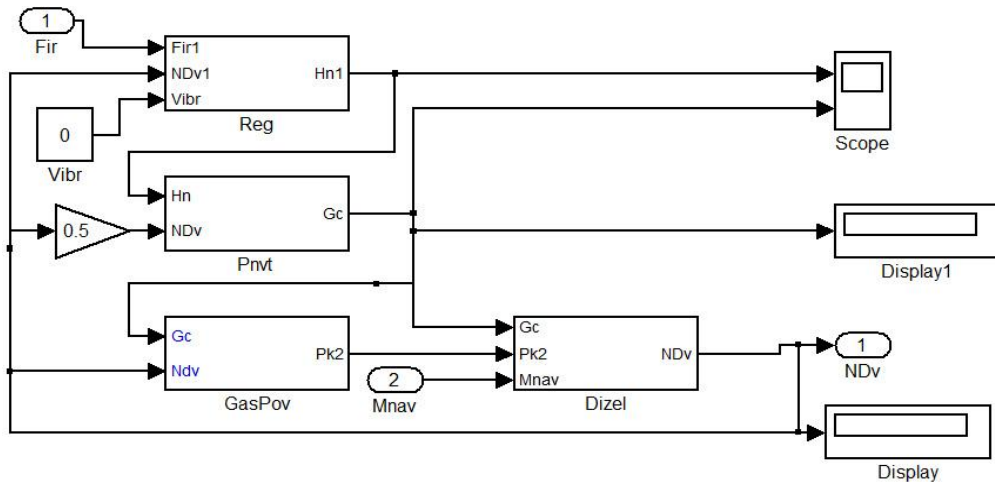 1
Fir
Fir1
NDv1
Vibr
Hn1
Reg
0
Vibr
Scope
Hn
NDv
Gc
Pnvt
0.5
Display1
Gc
Ndv
Pk2
GasPov
2
Mnav
Gc
Pk2
Mnav
NDv
Dizel
1
NDv
Display